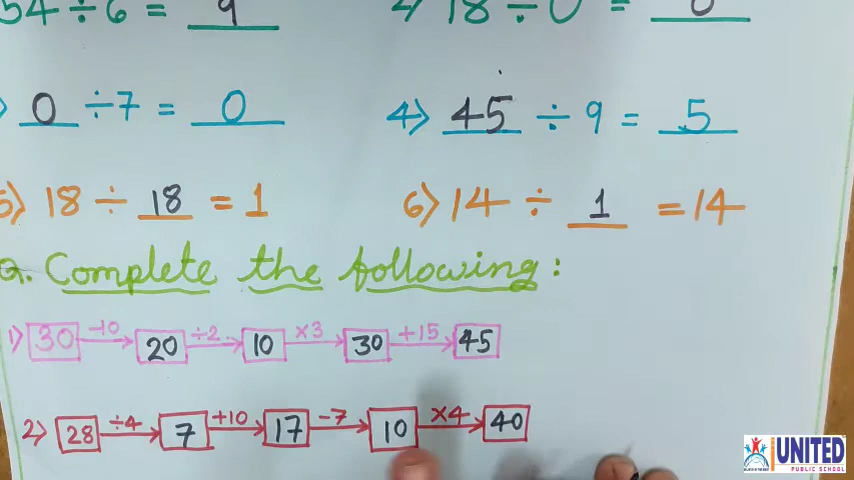 54 ÷ 6 = 9 2) 18 ÷ 0 = 0
0 ÷ 7 = 0 4) 45 ÷ 9 = 5
5) 18 ÷ 18 = 1 6) 14 ÷ 1 = 14
Q. Complete the following :
1) 30 -10 20 ÷2 10 ×3 30 +15 45
2) 28 ÷4 7 +10 17 -7 10 ×4 40
UNITED
PUBLIC SCHOOL